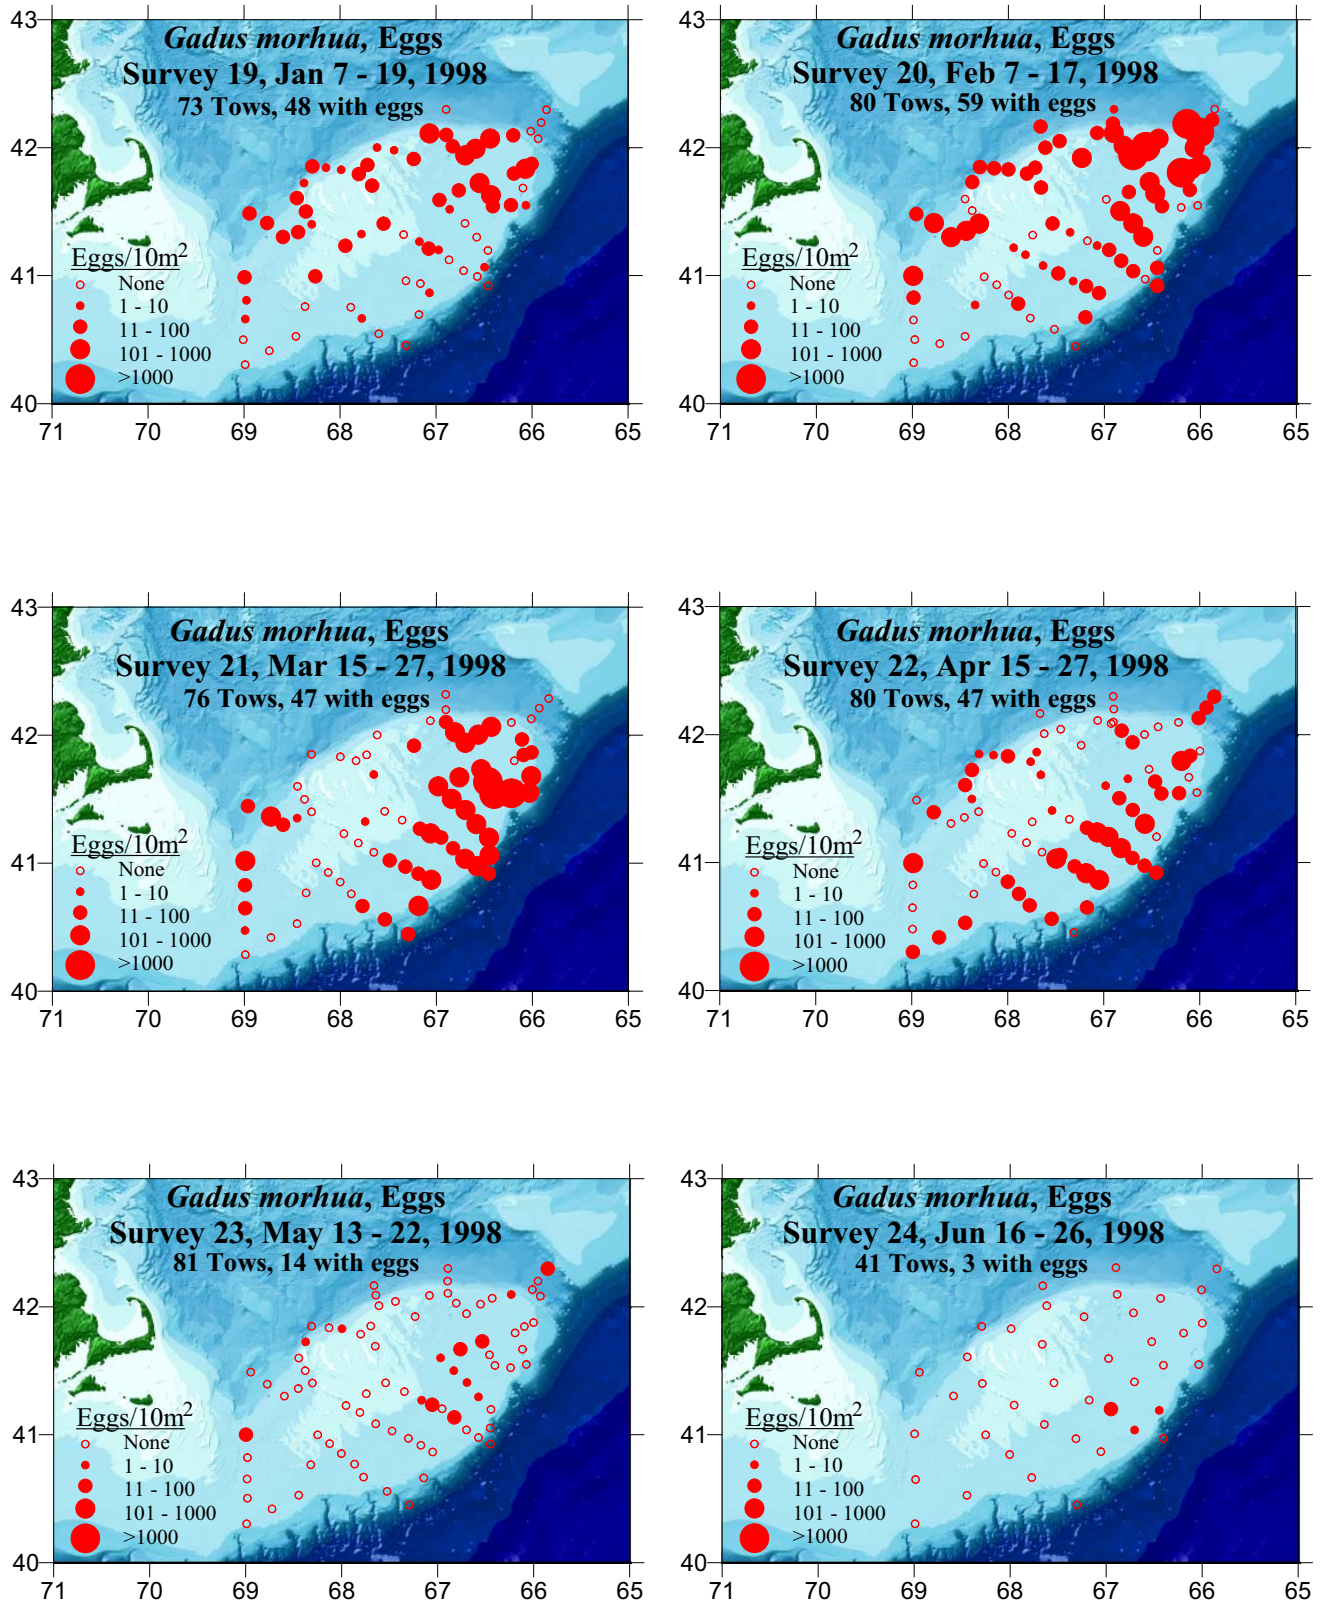 Gadus morhua, Eggs
Survey 19, Jan 7 - 19, 1998
73 Tows, 48 with eggs
43
42
41
40
Eggs/10m²
None
1 - 10
11 - 100
101 - 1000
>1000
71 70 69 68 67 66 65
Gadus morhua, Eggs
Survey 20, Feb 7 - 17, 1998
80 Tows, 59 with eggs
43
42
41
40
Eggs/10m²
None
1 - 10
11 - 100
101 - 1000
>1000
71 70 69 68 67 66 65
Gadus morhua, Eggs
Survey 21, Mar 15 - 27, 1998
76 Tows, 47 with eggs
43
42
41
40
Eggs/10m²
None
1 - 10
11 - 100
101 - 1000
>1000
71 70 69 68 67 66 65
Gadus morhua, Eggs
Survey 22, Apr 15 - 27, 1998
80 Tows, 47 with eggs
43
42
41
40
Eggs/10m²
None
1 - 10
11 - 100
101 - 1000
>1000
71 70 69 68 67 66 65
Gadus morhua, Eggs
Survey 23, May 13 - 22, 1998
81 Tows, 14 with eggs
43
42
41
40
Eggs/10m²
None
1 - 10
11 - 100
101 - 1000
>1000
71 70 69 68 67 66 65
Gadus morhua, Eggs
Survey 24, Jun 16 - 26, 1998
41 Tows, 3 with eggs
43
42
41
40
Eggs/10m²
None
1 - 10
11 - 100
101 - 1000
>1000
71 70 69 68 67 66 65